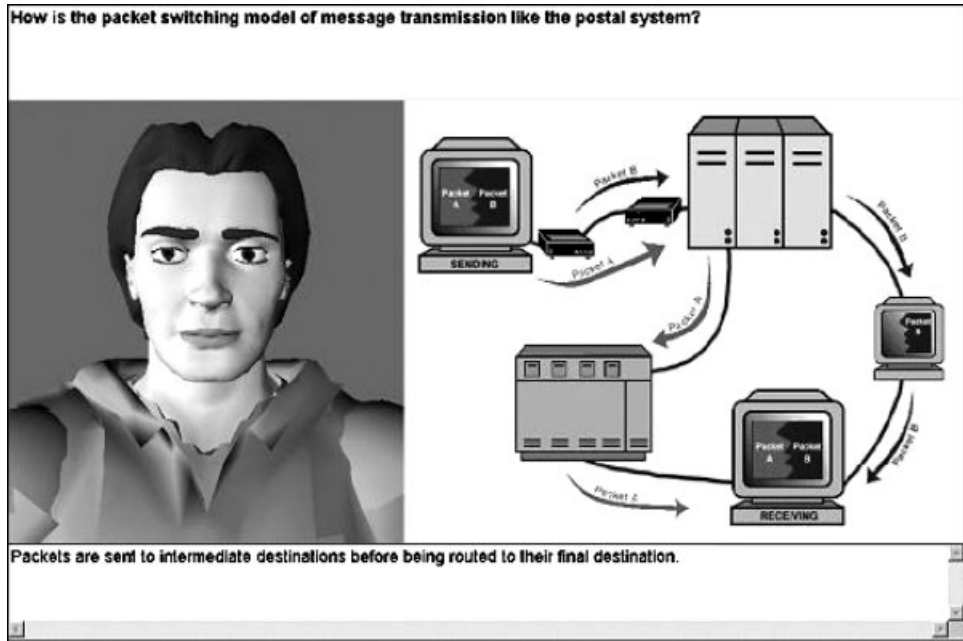 How is the packet switching model of message transmission like the postal system?
Packet A
Packet B
SENDING
Packet B
Packet A
Packet B
Packet A
Packet
Packet B
Packet A
Packet B
RECEIVING
Packet A
Packets are sent to intermediate destinations before being routed to their final destination.